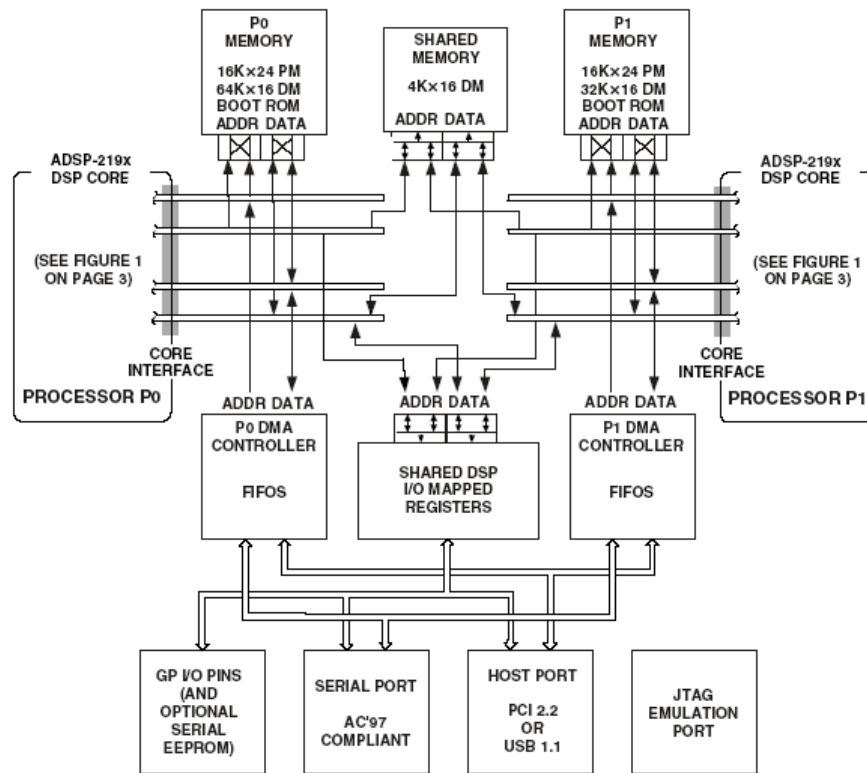 P0
MEMORY
16K×24 PM
64K×16 DM
BOOT ROM
ADDR DATA
SHARED
MEMORY
4K×16 DM
ADDR DATA
P1
MEMORY
16K×24 PM
32K×16 DM
BOOT ROM
ADDR DATA
ADSP-219x
DSP CORE
(SEE FIGURE 1
ON PAGE 3)
CORE
INTERFACE
PROCESSOR P0
ADSP-219x
DSP CORE
(SEE FIGURE 1
ON PAGE 3)
CORE
INTERFACE
PROCESSOR P1
ADDR DATA
P0 DMA
CONTROLLER
FIFOS
ADDR DATA
SHARED DSP
I/O MAPPED
REGISTERS
ADDR DATA
P1 DMA
CONTROLLER
FIFOS
GP I/O PINS
(AND
OPTIONAL
SERIAL
EEPROM)
SERIAL PORT
AC'97
COMPLIANT
HOST PORT
PCI 2.2
OR
USB 1.1
JTAG
EMULATION
PORT